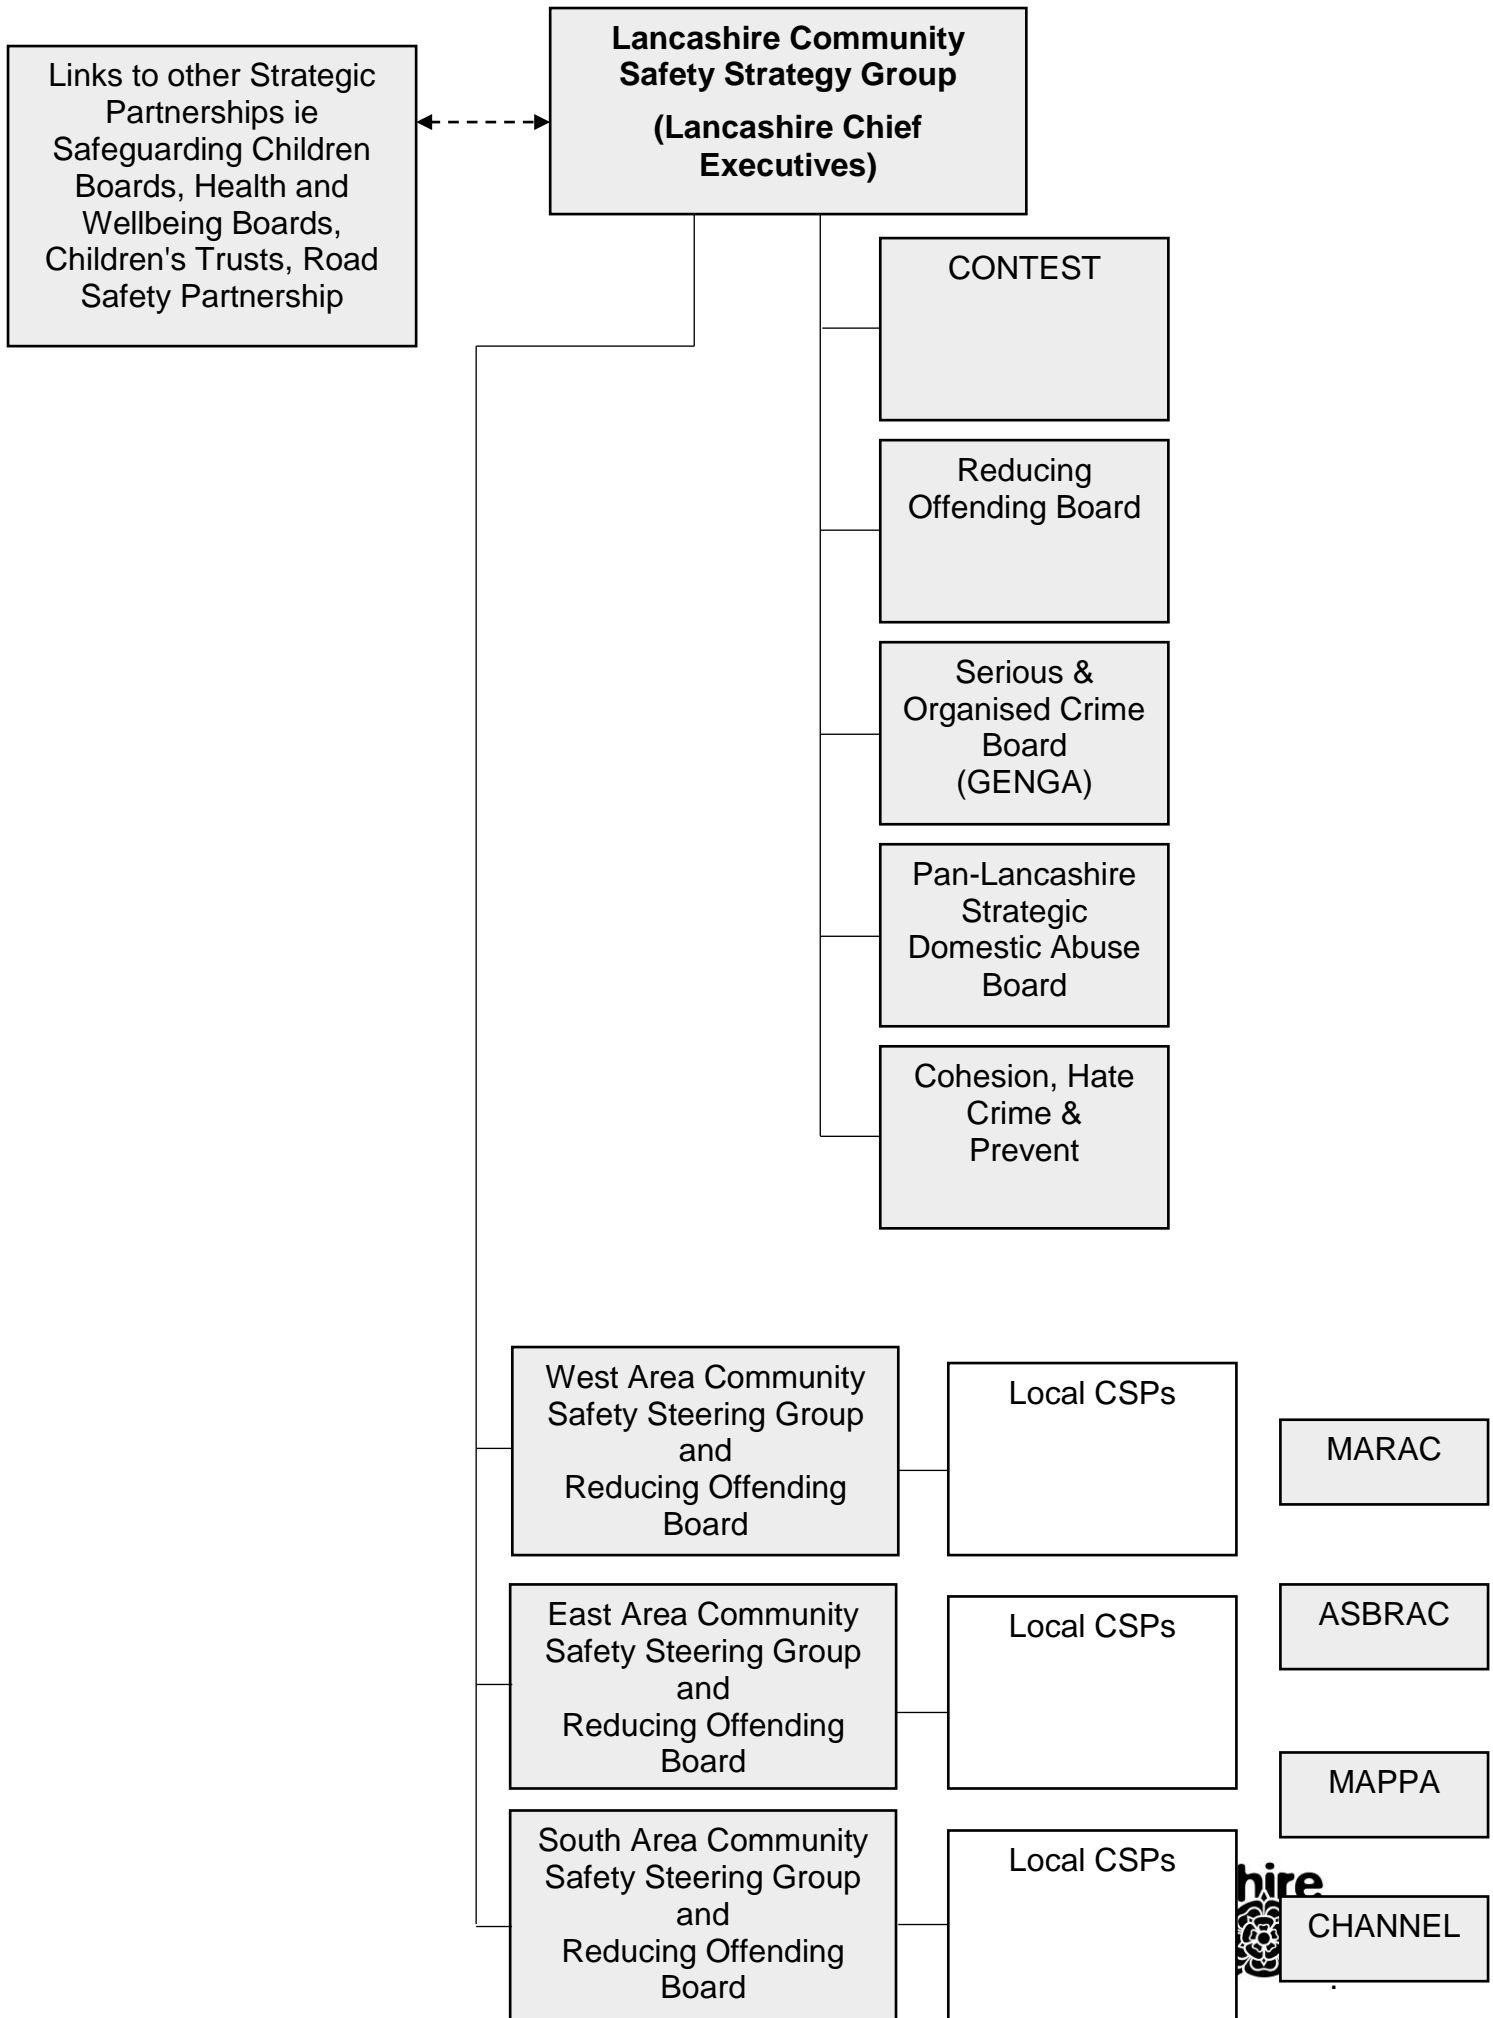 Lancashire Community
Safety Strategy Group
(Lancashire Chief
Executives)
Links to other Strategic
Partnerships ie
Safeguarding Children
Boards, Health and
Wellbeing Boards,
Children's Trusts, Road
Safety Partnership
CONTEST
Reducing
Offending Board
Serious &
Organised Crime
Board
(GENGA)
Pan-Lancashire
Strategic
Domestic Abuse
Board
Cohesion, Hate
Crime &
Prevent
West Area Community
Safety Steering Group
and
Reducing Offending
Board
Local CSPs
MARAC
East Area Community
Safety Steering Group
and
Reducing Offending
Board
Local CSPs
ASBRAC
MAPPA
South Area Community
Safety Steering Group
and
Reducing Offending
Board
Local CSPs
hire
CHANNEL